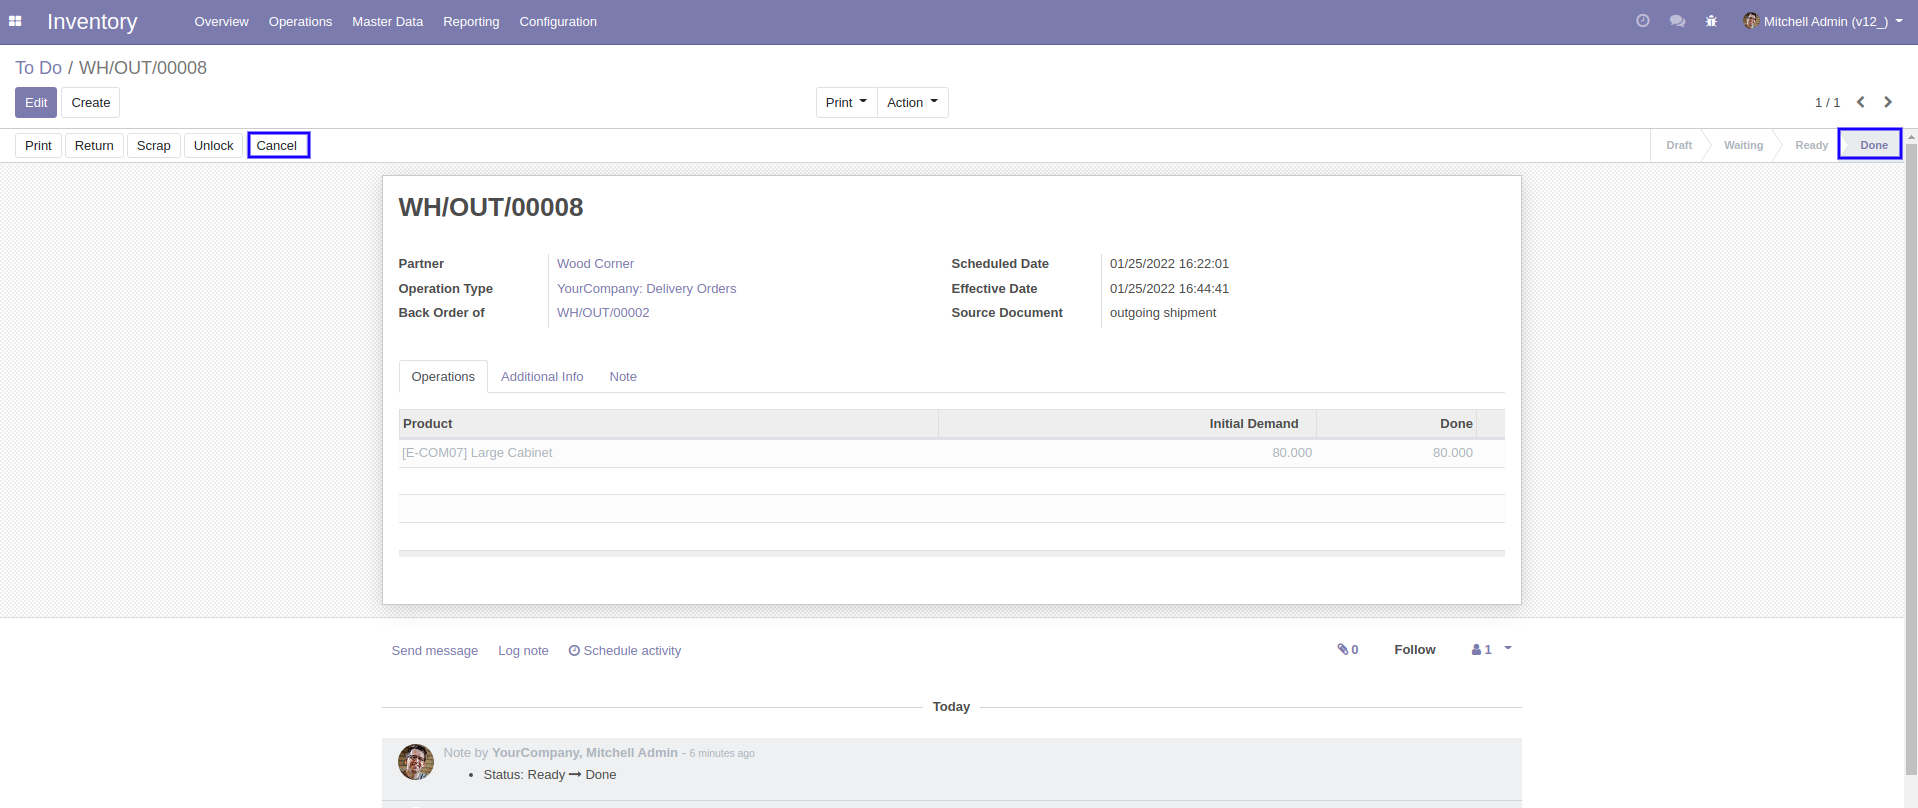 Inventory Overview Operations Master Data Reporting Configuration Mitchell Admin (v12_)
To Do / WH/OUT/00008
Edit Create Print Action 1 / 1
Print Return Scrap Unlock Cancel Draft Waiting Ready Done
WH/OUT/00008
Partner Wood Corner Scheduled Date 01/25/2022 16:22:01
Operation Type YourCompany: Delivery Orders Effective Date 01/25/2022 16:44:41
Back Order of WH/OUT/00002 Source Document outgoing shipment
Operations Additional Info Note
Product Initial Demand Done
[E-COM07] Large Cabinet 80.000 80.000
Send message Log note Schedule activity 0 Follow 1
Today
Note by YourCompany, Mitchell Admin - 6 minutes ago
• Status: Ready → Done